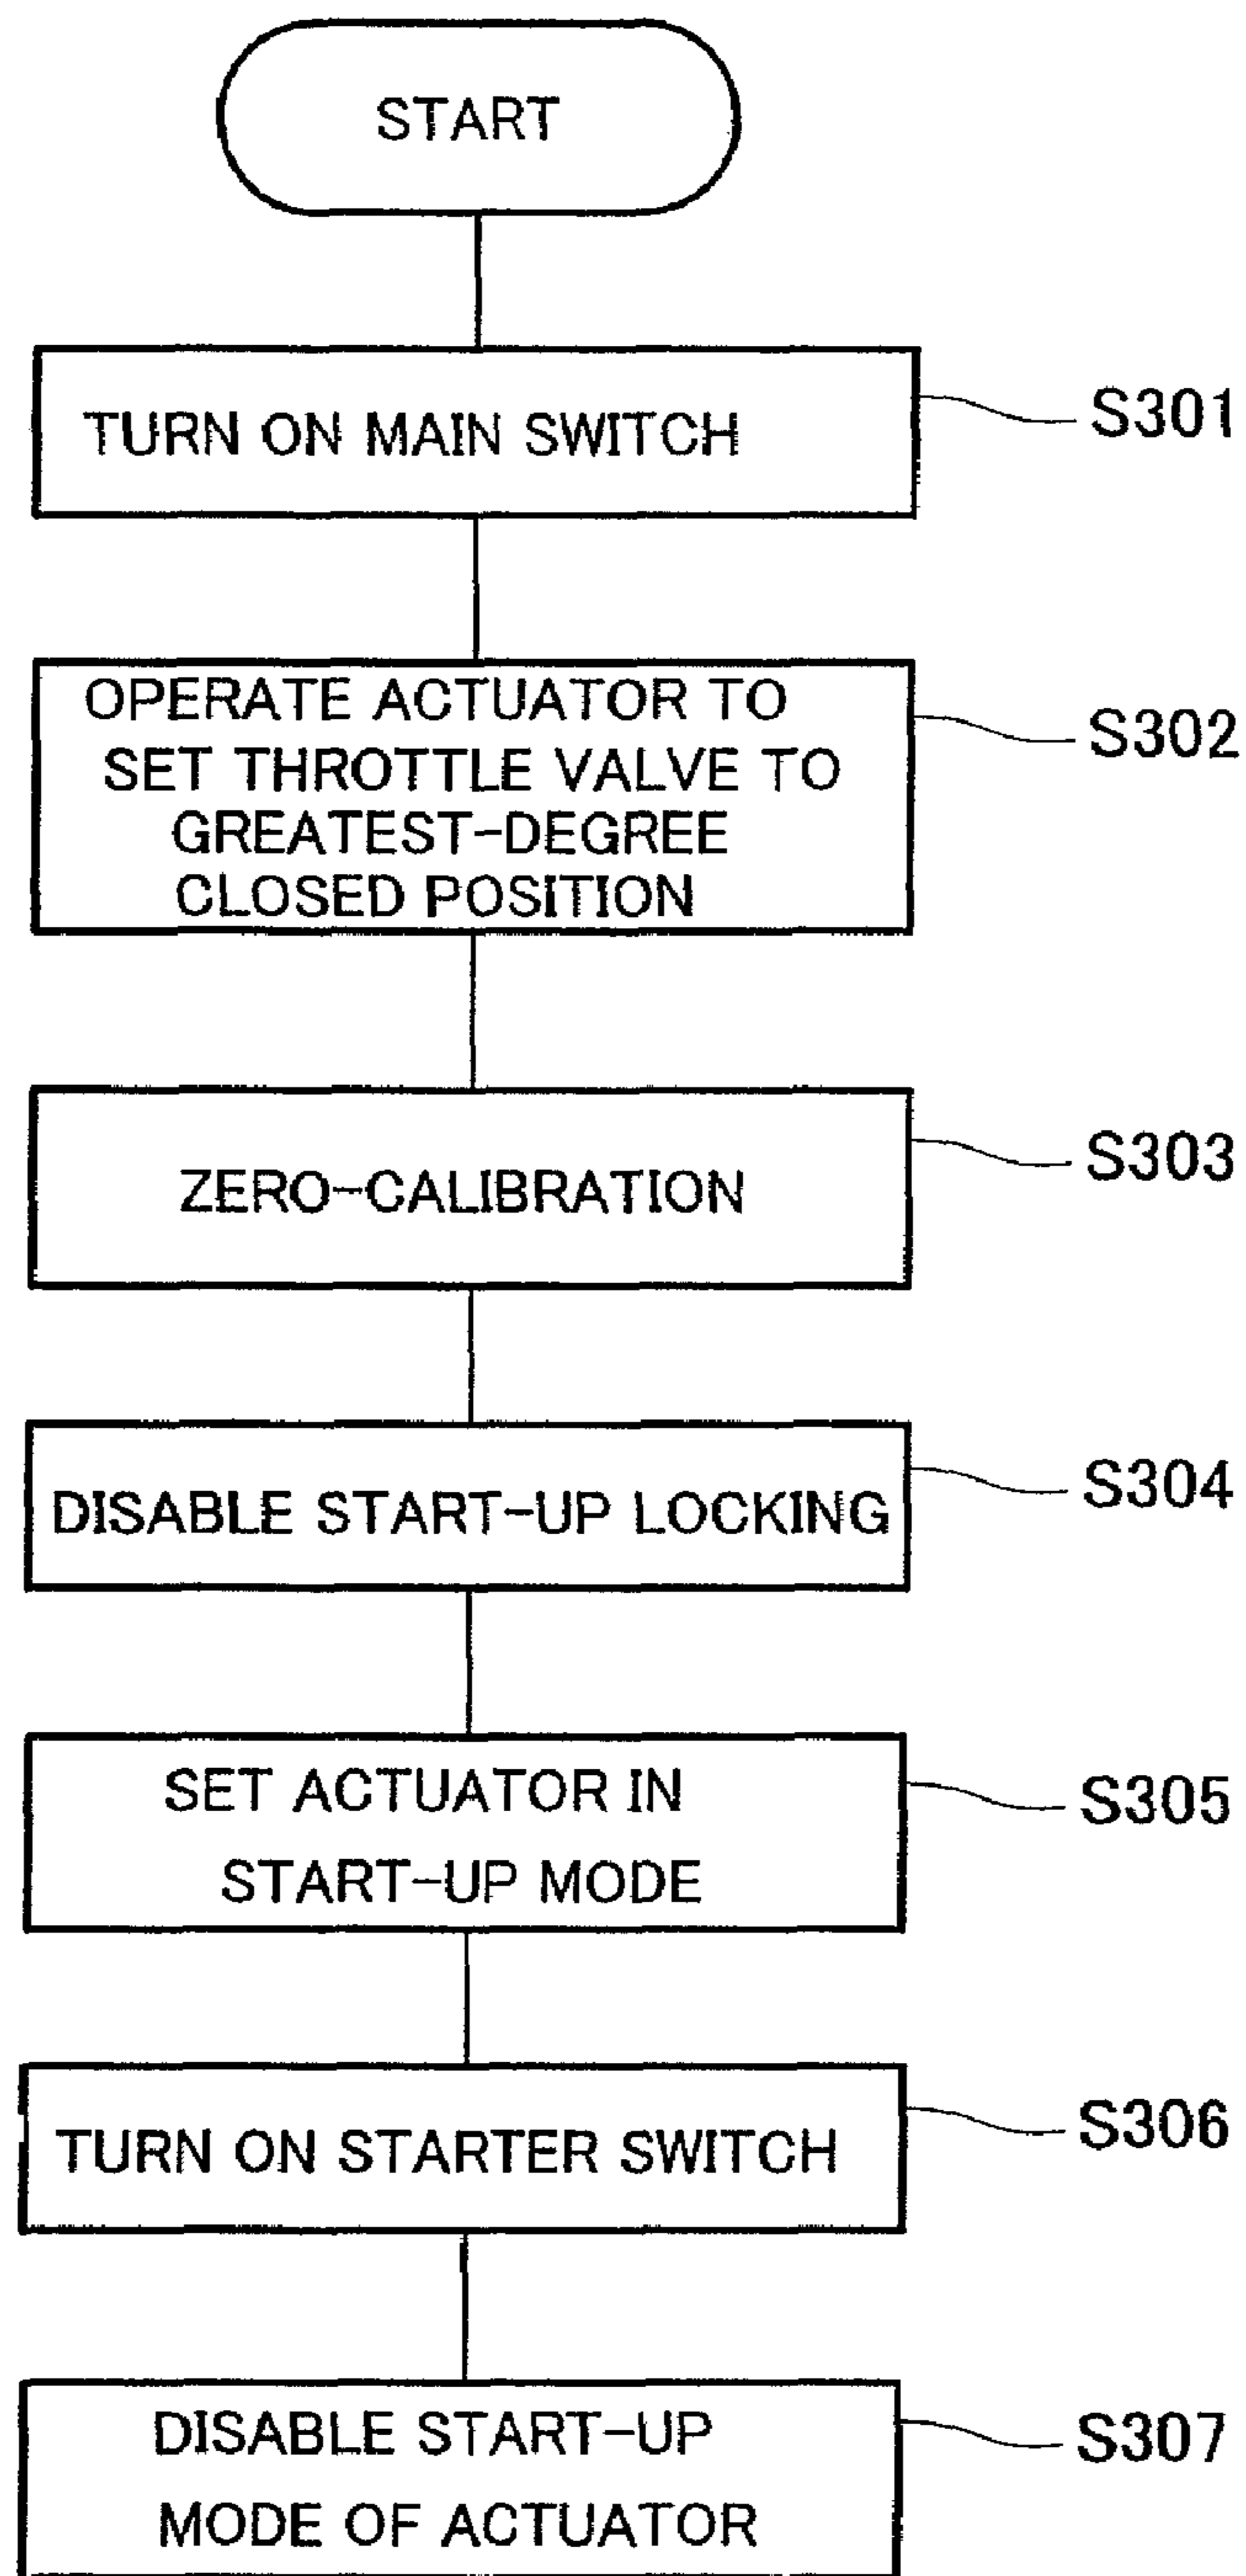 START
TURN ON MAIN SWITCH
S301
OPERATE ACTUATOR TO
SET THROTTLE VALVE TO
GREATEST-DEGREE
CLOSED POSITION
S302
ZERO-CALIBRATION
S303
DISABLE START-UP LOCKING
S304
SET ACTUATOR IN
START-UP MODE
S305
TURN ON STARTER SWITCH
S306
DISABLE START-UP
MODE OF ACTUATOR
S307